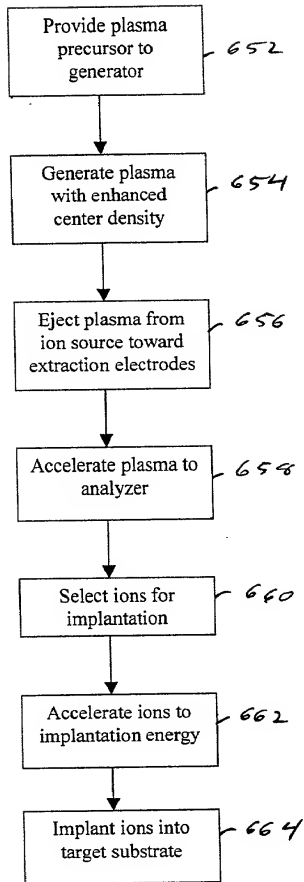 Provide plasma
precursor to
generator
652
Generate plasma
with enhanced
center density
654
Eject plasma from
ion source toward
extraction electrodes
656
Accelerate plasma to
analyzer
658
Select ions for
implantation
660
Accelerate ions to
implantation energy
662
Implant ions into
target substrate
664